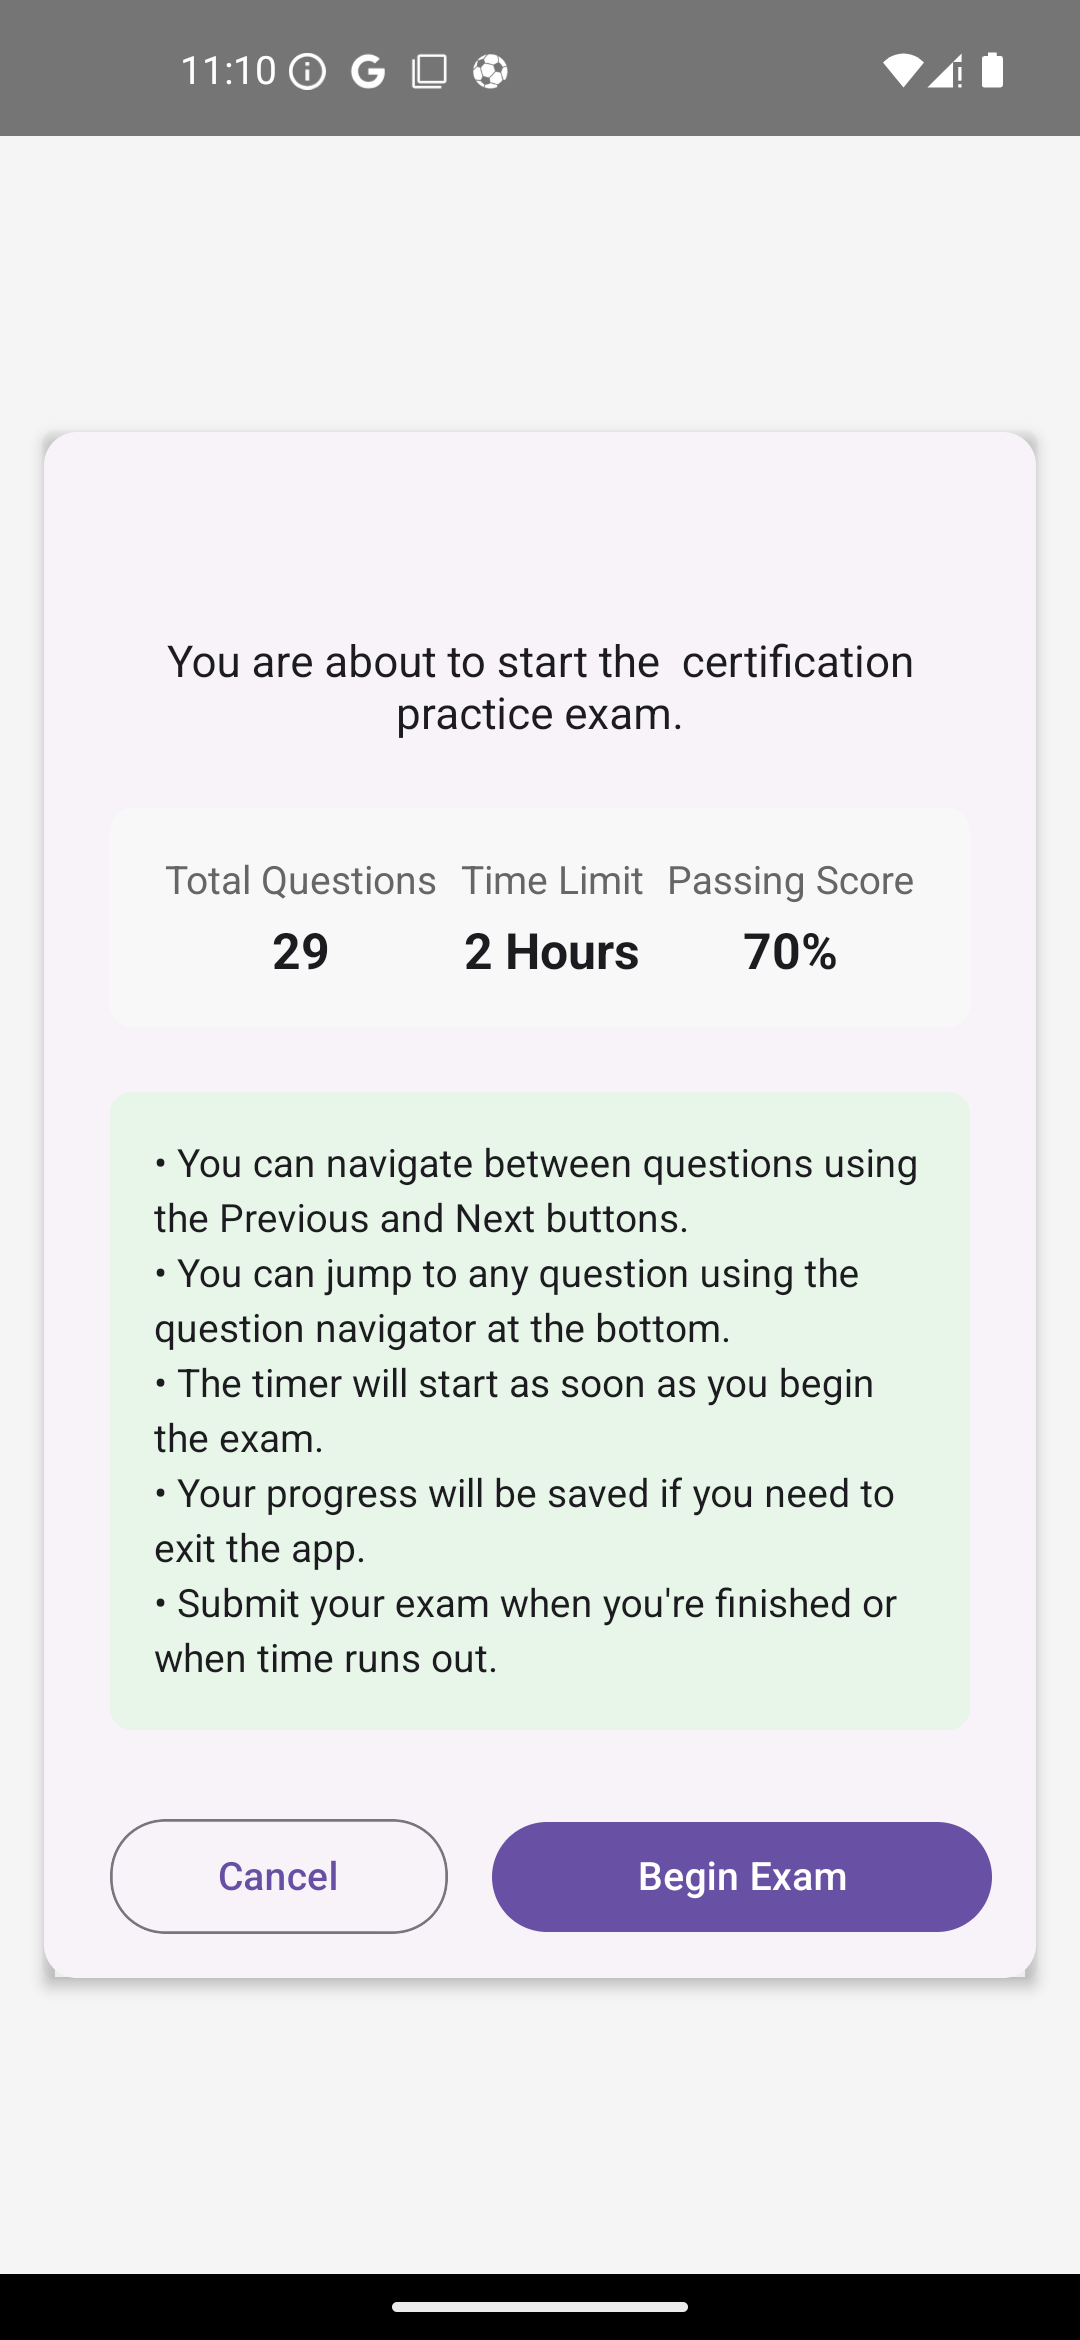 11:10
You are about to start the  certification
practice exam.
Total Questions Time Limit Passing Score
29 2 Hours 70%
• You can navigate between questions using
the Previous and Next buttons.
• You can jump to any question using the
question navigator at the bottom.
• The timer will start as soon as you begin
the exam.
• Your progress will be saved if you need to
exit the app.
• Submit your exam when you're finished or
when time runs out.
Cancel Begin Exam